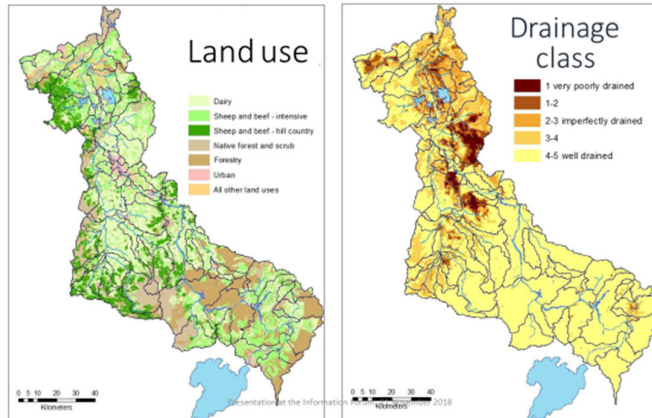 Land use
Dairy
Sheep and beef - intensive
Sheep and beef - hill country
Native forest and scrub
Forestry
Urban
All other land uses
0 5 10 20 30 40
Kilometers
Drainage
class
1 very poorly drained
1-2
2-3 imperfectly drained
3-4
4-5 well drained
0 5 10 20 30 40
Kilometers
Presentation at the Information Forum
2018